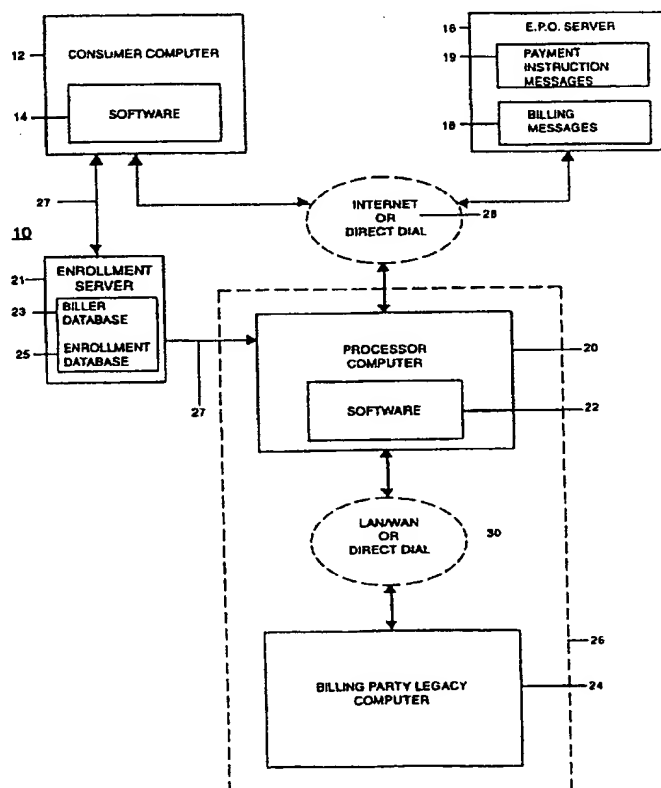 12
CONSUMER COMPUTER
14
SOFTWARE
16
E.P.O. SERVER
19
PAYMENT
INSTRUCTION
MESSAGES
18
BILLING
MESSAGES
27
10
INTERNET
OR
DIRECT DIAL
28
21
ENROLLMENT
SERVER
23
BILLER
DATABASE
25
ENROLLMENT
DATABASE
27
PROCESSOR
COMPUTER
20
SOFTWARE
22
LAN/WAN
OR
DIRECT DIAL
30
26
BILLING PARTY LEGACY
COMPUTER
24